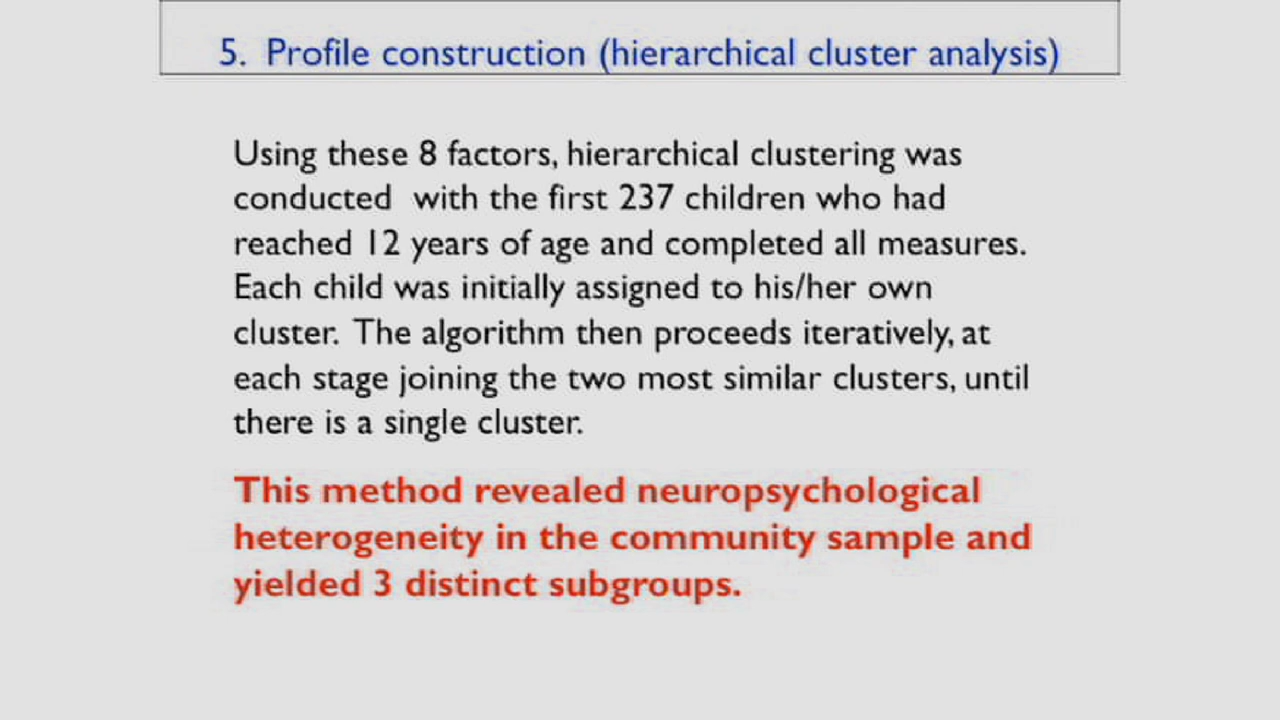 5. Profile construction (hierarchical cluster analysis)
Using these 8 factors, hierarchical clustering was
conducted with the first 237 children who had
reached 12 years of age and completed all measures.
Each child was initially assigned to his/her own
cluster. The algorithm then proceeds iteratively, at
each stage joining the two most similar clusters, until
there is a single cluster.
This method revealed neuropsychological
heterogeneity in the community sample and
yielded 3 distinct subgroups.